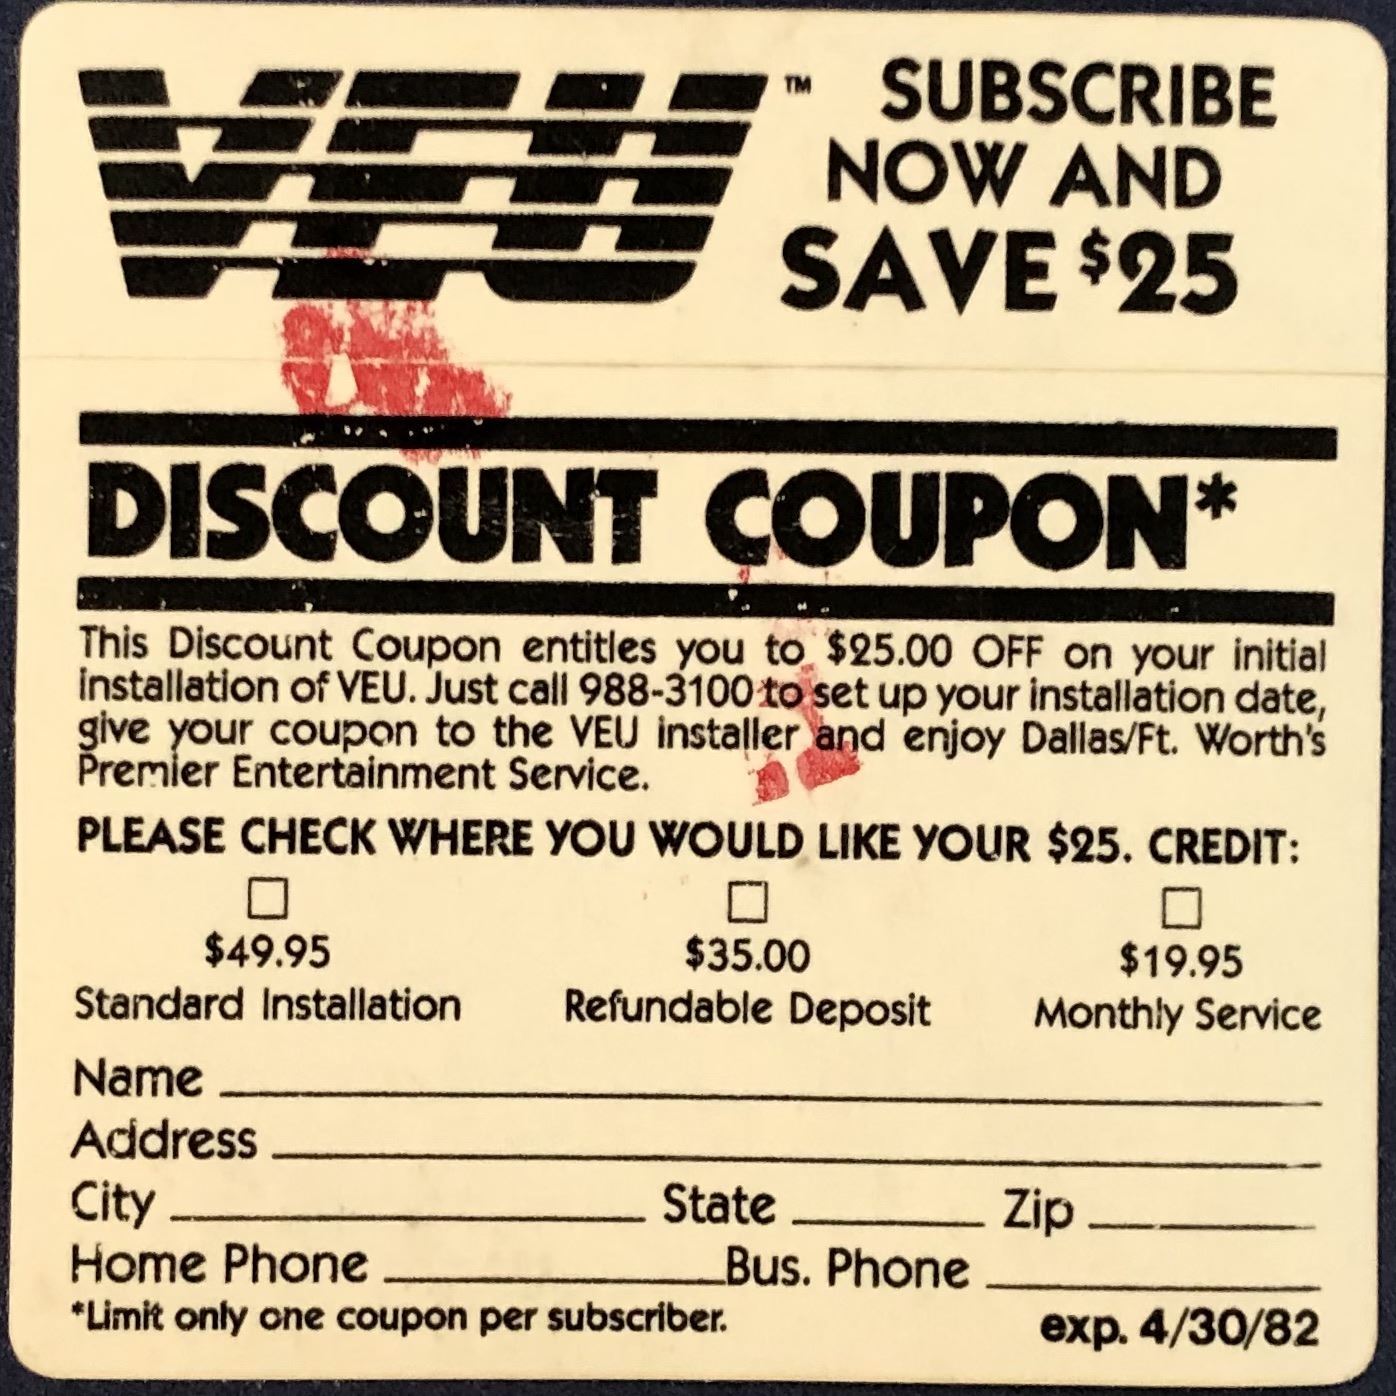 VEU™
SUBSCRIBE
NOW AND
SAVE $25
DISCOUNT COUPON*
This Discount Coupon entitles you to $25.00 OFF on your initial
installation of VEU. Just call 988-3100 to set up your installation date,
give your coupon to the VEU installer and enjoy Dallas/Ft. Worth's
Premier Entertainment Service.
PLEASE CHECK WHERE YOU WOULD LIKE YOUR $25. CREDIT:
$49.95 $35.00 $19.95
Standard Installation Refundable Deposit Monthly Service
Name
Address
City State Zip
Home Phone Bus. Phone
*Limit only one coupon per subscriber. exp. 4/30/82